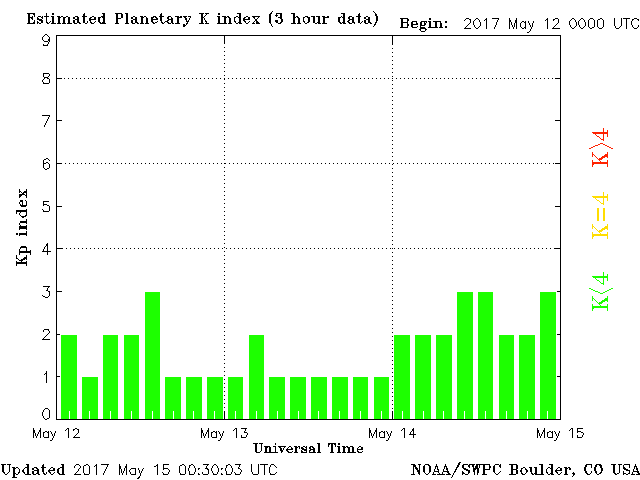 Estimated Planetary K index (3 hour data)
Begin: 2017 May 12 0000 UTC
9
8
7
6
5
4
3
2
1
0
Kp index
K>4
K=4
K<4
May 12
May 13
May 14
May 15
Universal Time
Updated 2017 May 15 00:30:03 UTC
NOAA/SWPC Boulder, CO USA